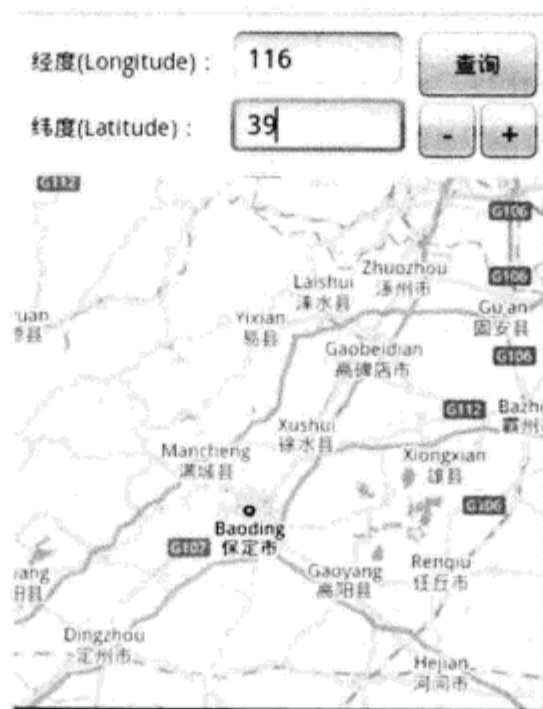 经度(Longetude) : 116
查询
纬度(Latitude) : 39
- +
G112
G106
Zhuozhou
涿州市
G106
Laishui
涞水县
Gu'an
固安县
Yixian
易县
G106
Gaobeidian
高碑店市
G112
Xushui
徐水县
Xiongxian
雄县
Mancheng
满城县
G106
Baoding
保定市
G107
Renqiu
任丘市
Gaoyang
高阳县
Dingzhou
定州市
Hejian
河间市